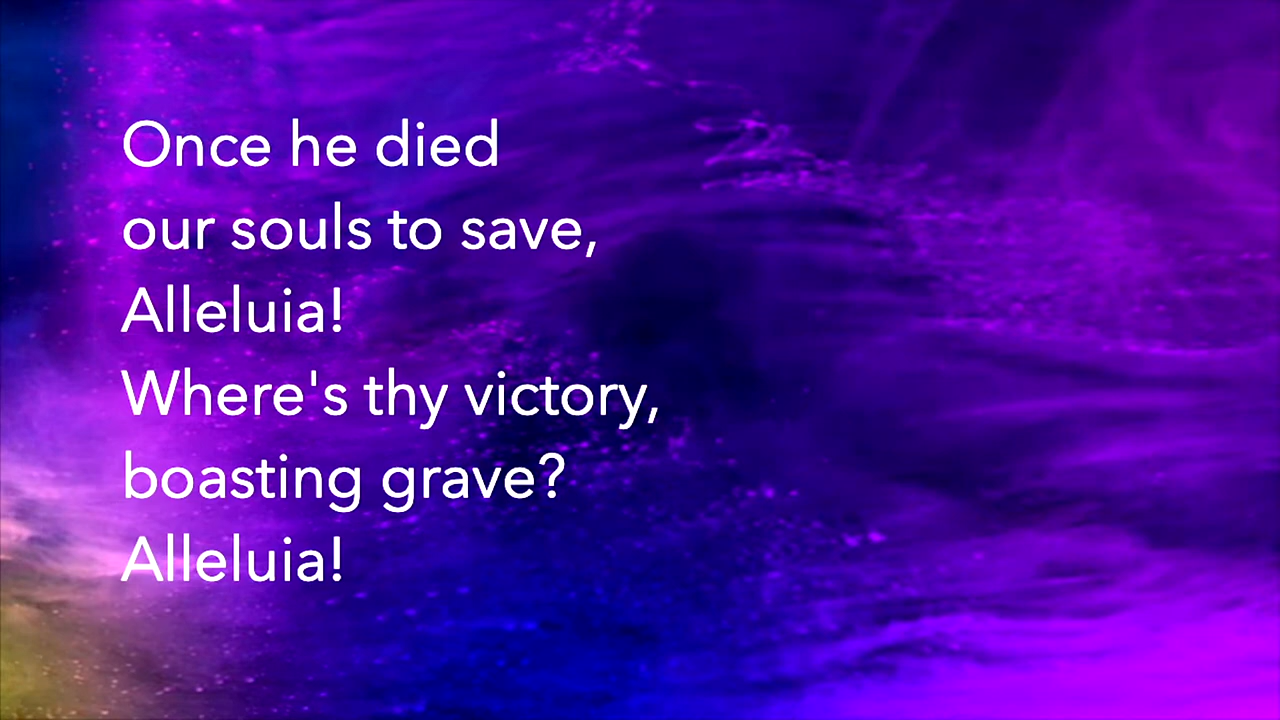 Once he died
our souls to save,
Alleluia!
Where's thy victory,
boasting grave?
Alleluia!